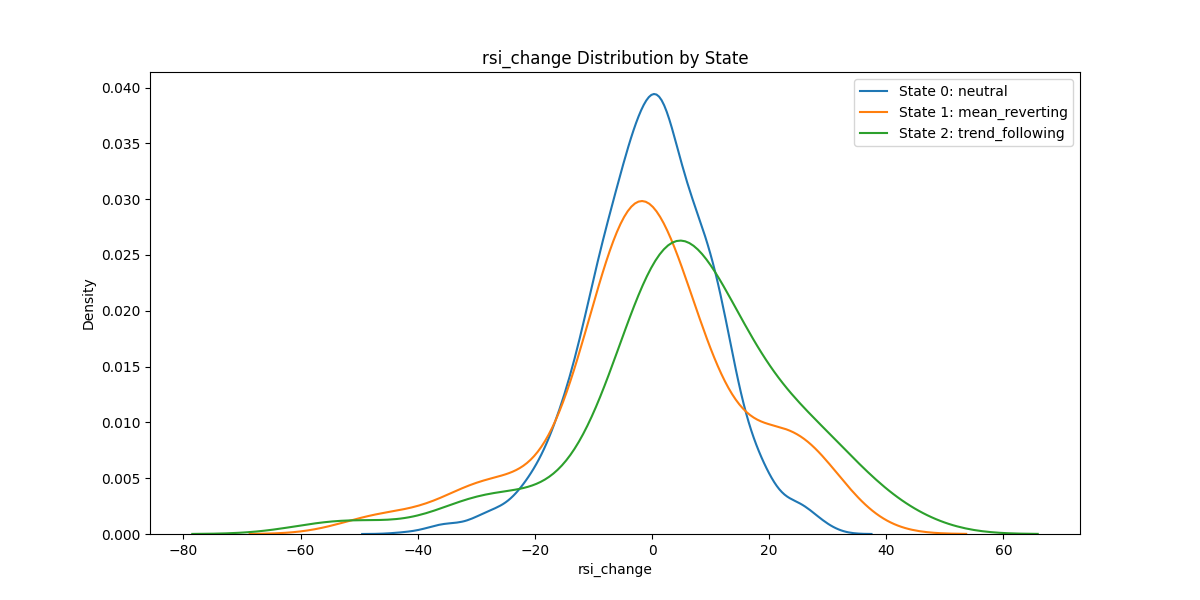 rsi_change Distribution by State
State 0: neutral
State 1: mean_reverting
State 2: trend_following
Density
0.040
0.035
0.030
0.025
0.020
0.015
0.010
0.005
0.000
−80
−60
−40
−20
0
20
40
60
rsi_change